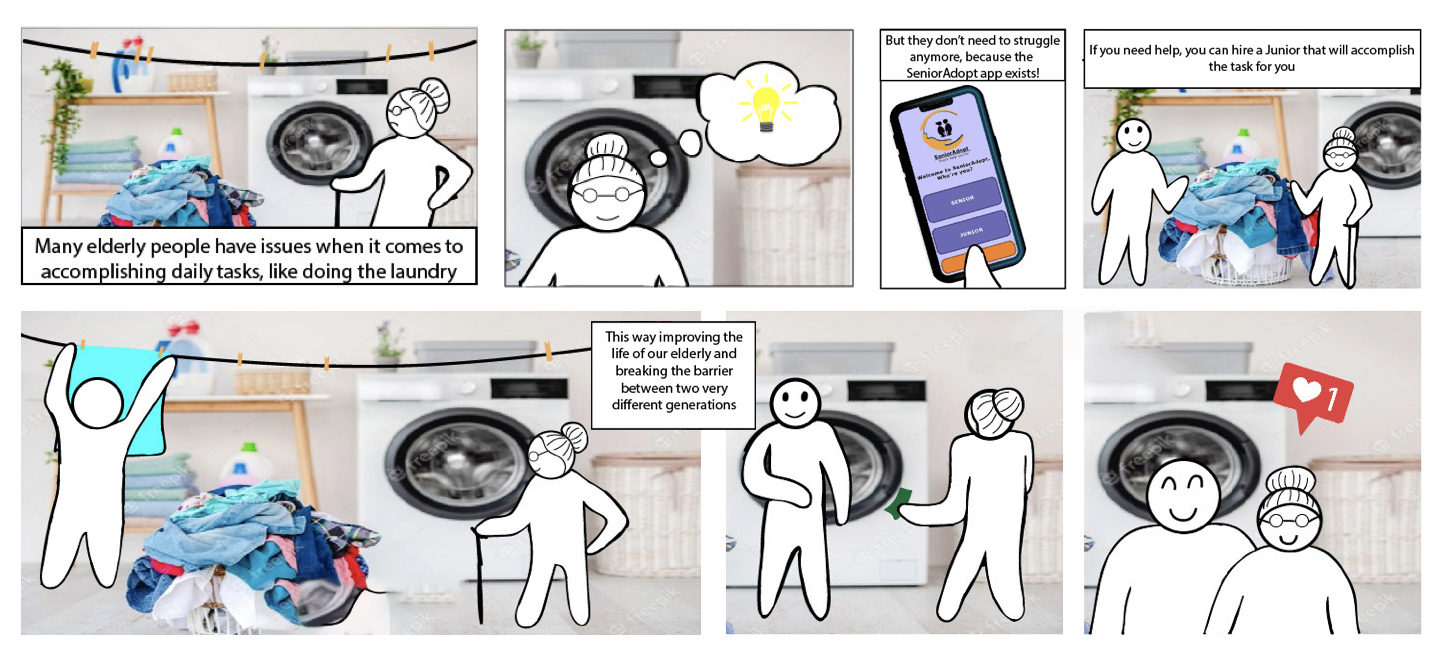 Many elderly people have issues when it comes to
accomplishing daily tasks, like doing the laundry
But they don't need to struggle
anymore, because the
SeniorAdopt app exists!
SeniorAdopt
Welcome to SeniorAdopt.
Who're you?
SENIOR
JUNIOR
If you need help, you can hire a Junior that will accomplish
the task for you
This way improving the
life of our elderly and
breaking the barrier
between two very
different generations
1
freepik
freepik
freepik